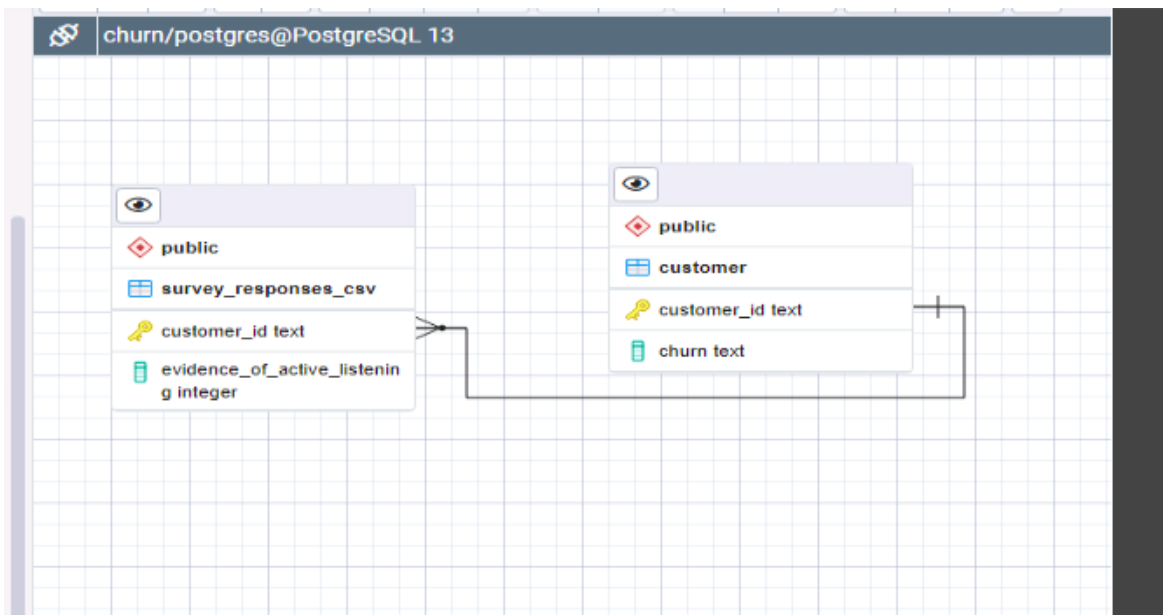 churn/postgres@PostgreSQL 13
public
survey_responses_csv
customer_id text
evidence_of_active_listenin
g integer
public
customer
customer_id text
churn text